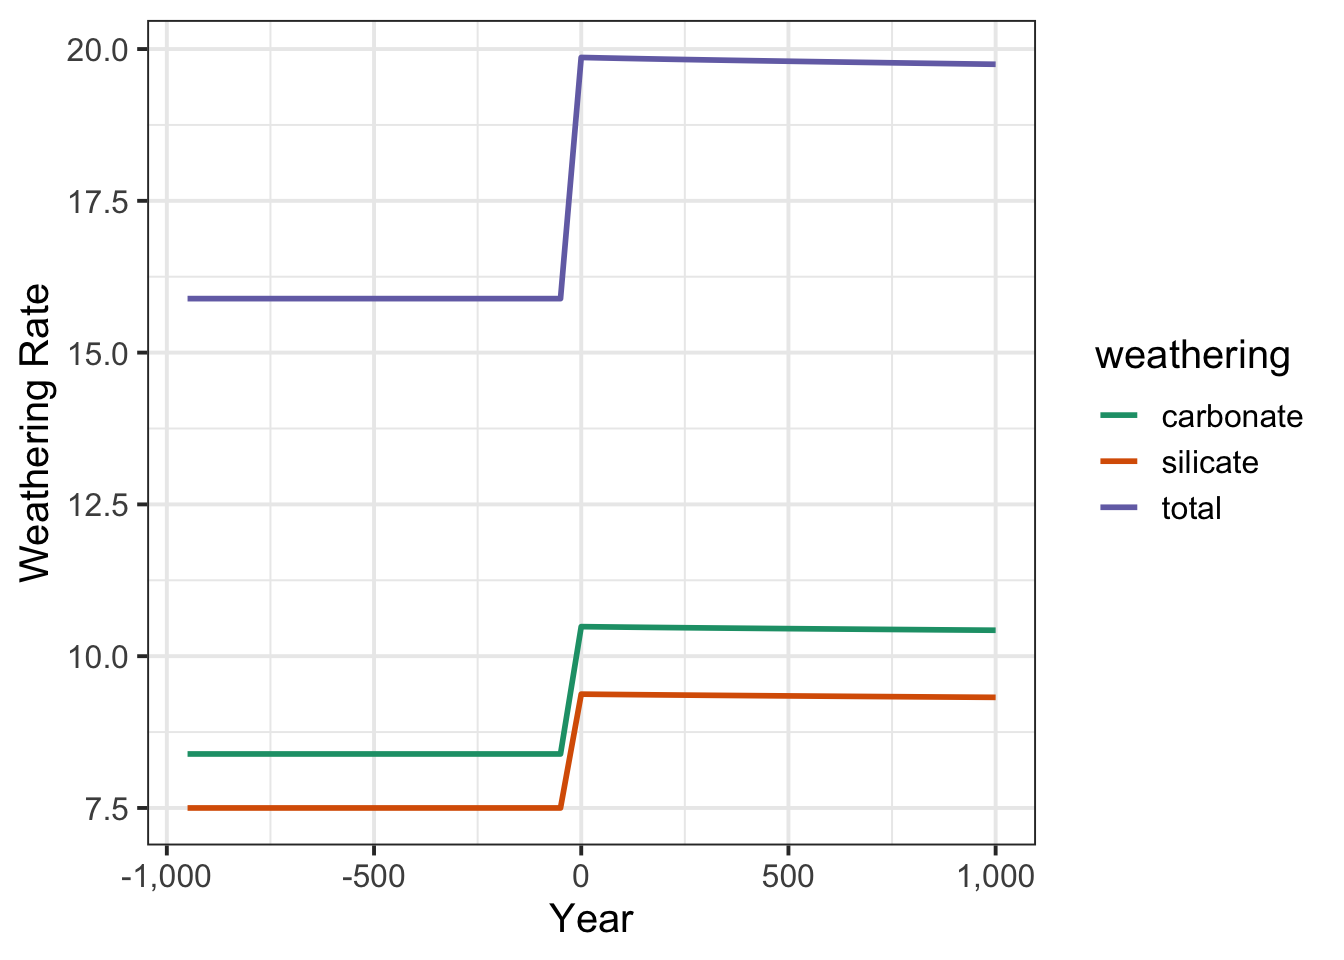 20.0
17.5
15.0
12.5
10.0
7.5
Weathering Rate
-1,000
-500
0
500
1,000
Year
weathering
carbonate
silicate
total